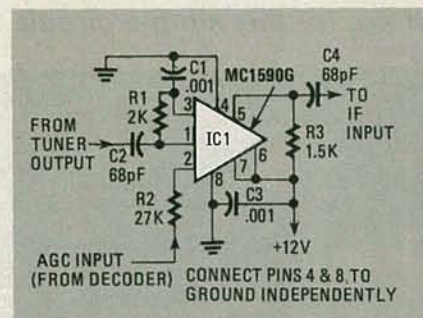 C1
.001
R1
2K
MC1590G
C4
68pF
TO
IF
INPUT
FROM
TUNER
OUTPUT
C2
68pF
3
4
5
1
IC1
2
8
7
6
R3
1.5K
R2
27K
C3
.001
+12V
AGC INPUT
(FROM DECODER)
CONNECT PINS 4 & 8, TO
GROUND INDEPENDENTLY